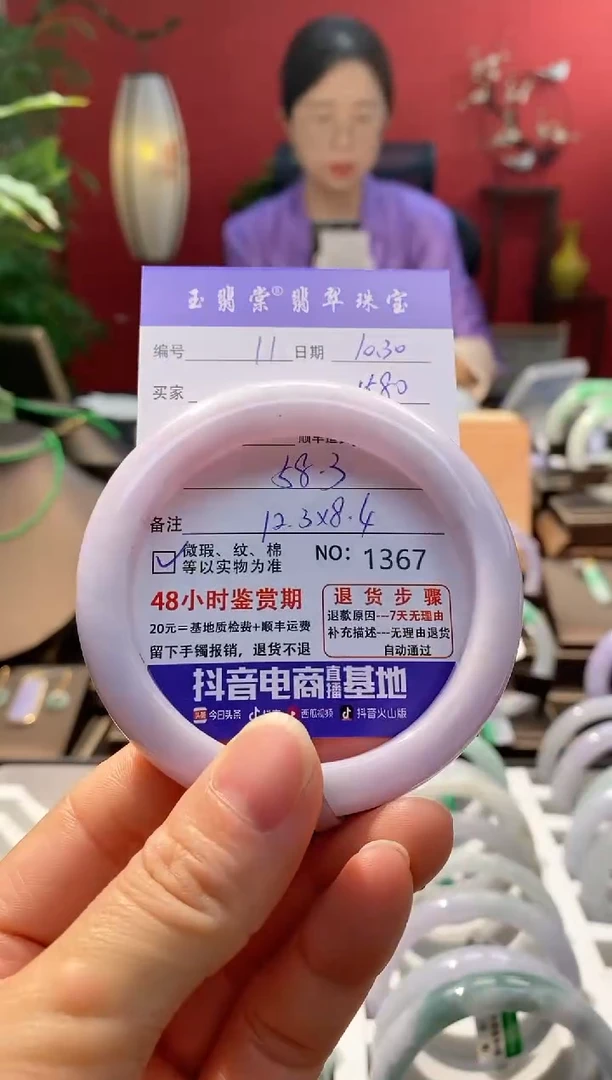 玉翡棠®翡翠珠宝
编号 11 日期 10.30
买家
58.3
备注 12.3x8.4
微瑕、纹、棉
等以实物为准
NO: 1367
48小时鉴赏期
20元=基地质检费+顺丰运费
留下手镯报销，退货不退
退货步骤
退款原因---7天无理由
补充描述---无理由退货
自动通过
抖音电商直播基地
头条 今日头条 抖音 西瓜视频 抖音火山版